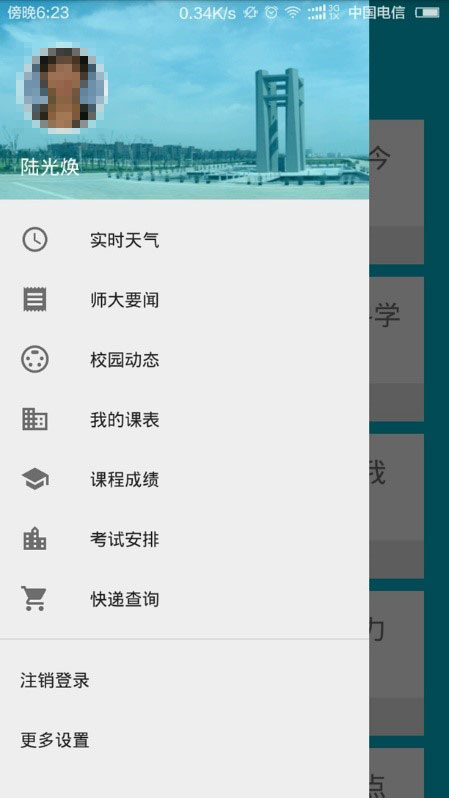 傍晚6:23
0.34K/s
3G
1X
中国电信
陆光焕
今
实时天气
师大要闻
学
校园动态
我的课表
我
课程成绩
考试安排
快递查询
力
注销登录
更多设置
点